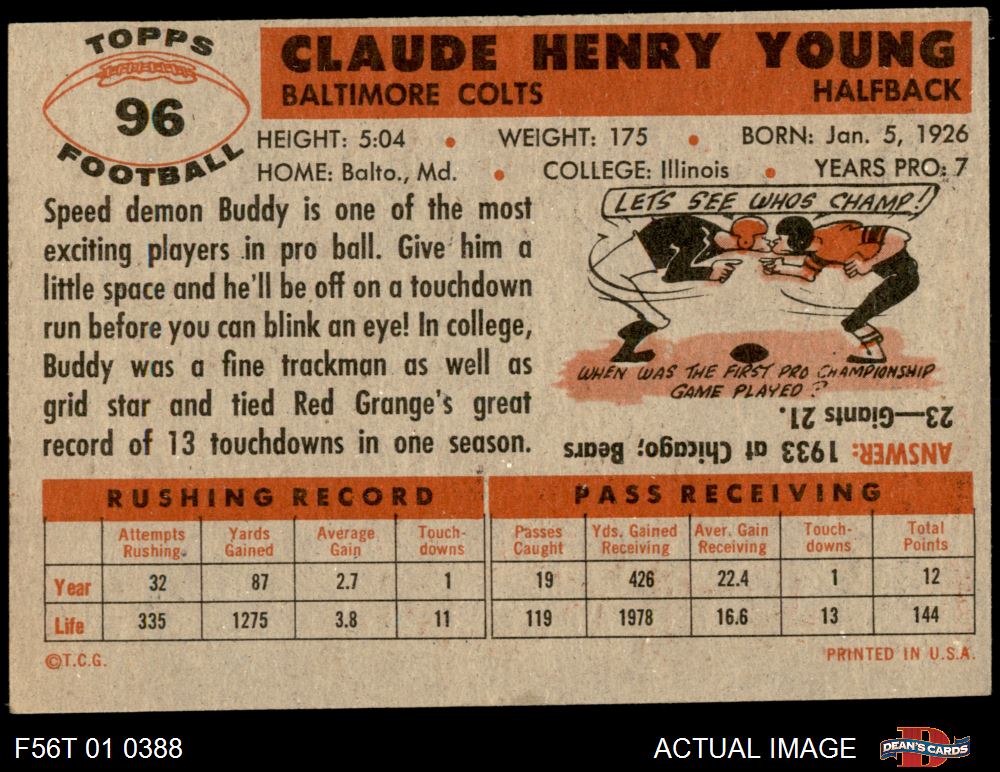 TOPPS
96
FOOTBALL
CLAUDE HENRY YOUNG
BALTIMORE COLTS HALFBACK
HEIGHT: 5:04 • WEIGHT: 175 • BORN: Jan. 5, 1926
HOME: Balto., Md. • COLLEGE: Illinois • YEARS PRO: 7
Speed demon Buddy is one of the most
exciting players in pro ball. Give him a
little space and he'll be off on a touchdown
run before you can blink an eye! In college,
Buddy was a fine trackman as well as
grid star and tied Red Grange's great
record of 13 touchdowns in one season.
LETS SEE WHOS CHAMP!
WHEN WAS THE FIRST PRO CHAMPIONSHIP
GAME PLAYED?
ANSWER: 1933 at Chicago; Bears
23—Giants 21.
RUSHING RECORD PASS RECEIVING
Attempts Rushing Yards Gained Average Gain Touch-downs Passes Caught Yds. Gained Receiving Aver. Gain Receiving Touch-downs Total Points
Year 32 87 2.7 1 19 426 22.4 1 12
Life 335 1275 3.8 11 119 1978 16.6 13 144
©T.C.G. PRINTED IN U.S.A.
F56T 01 0388 ACTUAL IMAGE D DEAN'S CARDS